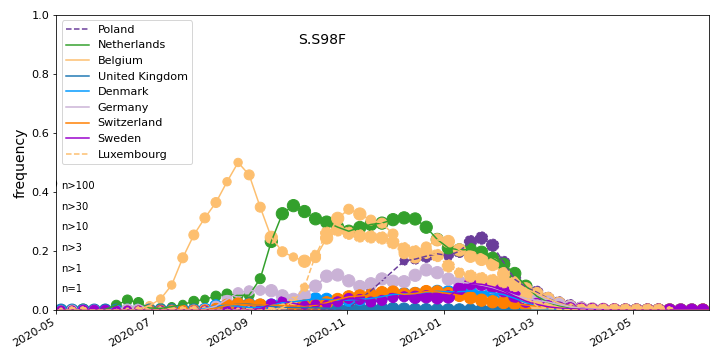 S.S98F
Poland
Netherlands
Belgium
United Kingdom
Denmark
Germany
Switzerland
Sweden
Luxembourg
n>100
n>30
n>10
n>3
n>1
n=1
frequency
1.0
0.8
0.6
0.4
0.2
0.0
2020-05
2020-07
2020-09
2020-11
2021-01
2021-03
2021-05